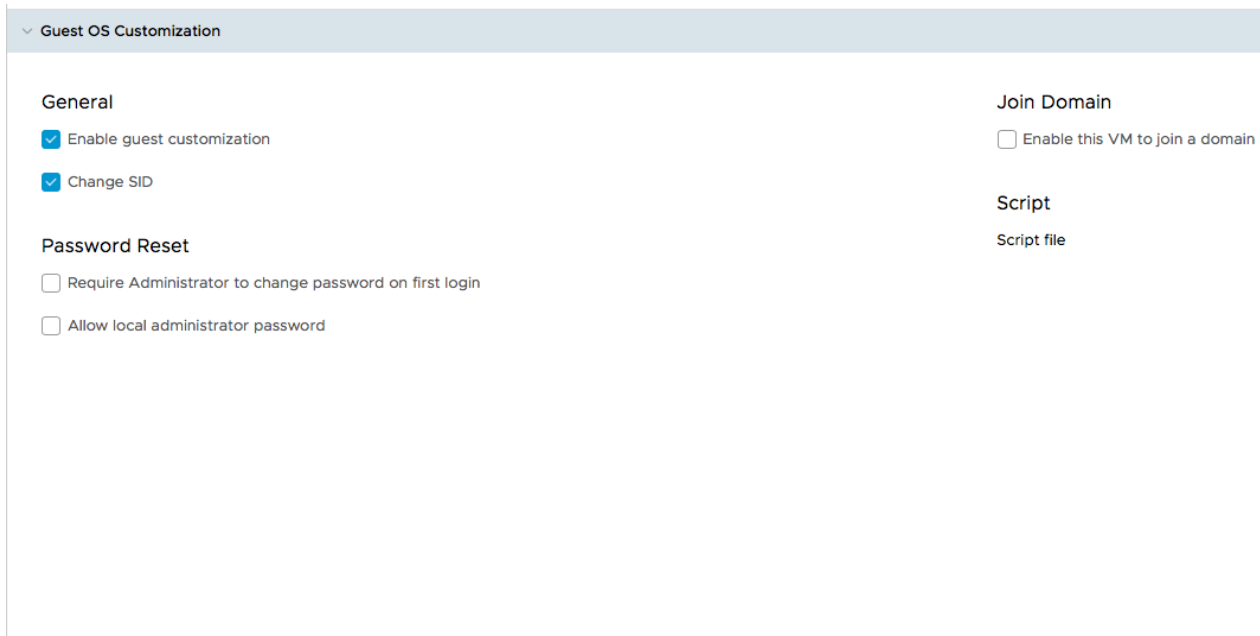 Guest OS Customization
General
Enable guest customization
Change SID
Password Reset
Require Administrator to change password on first login
Allow local administrator password
Join Domain
Enable this VM to join a domain
Script
Script file